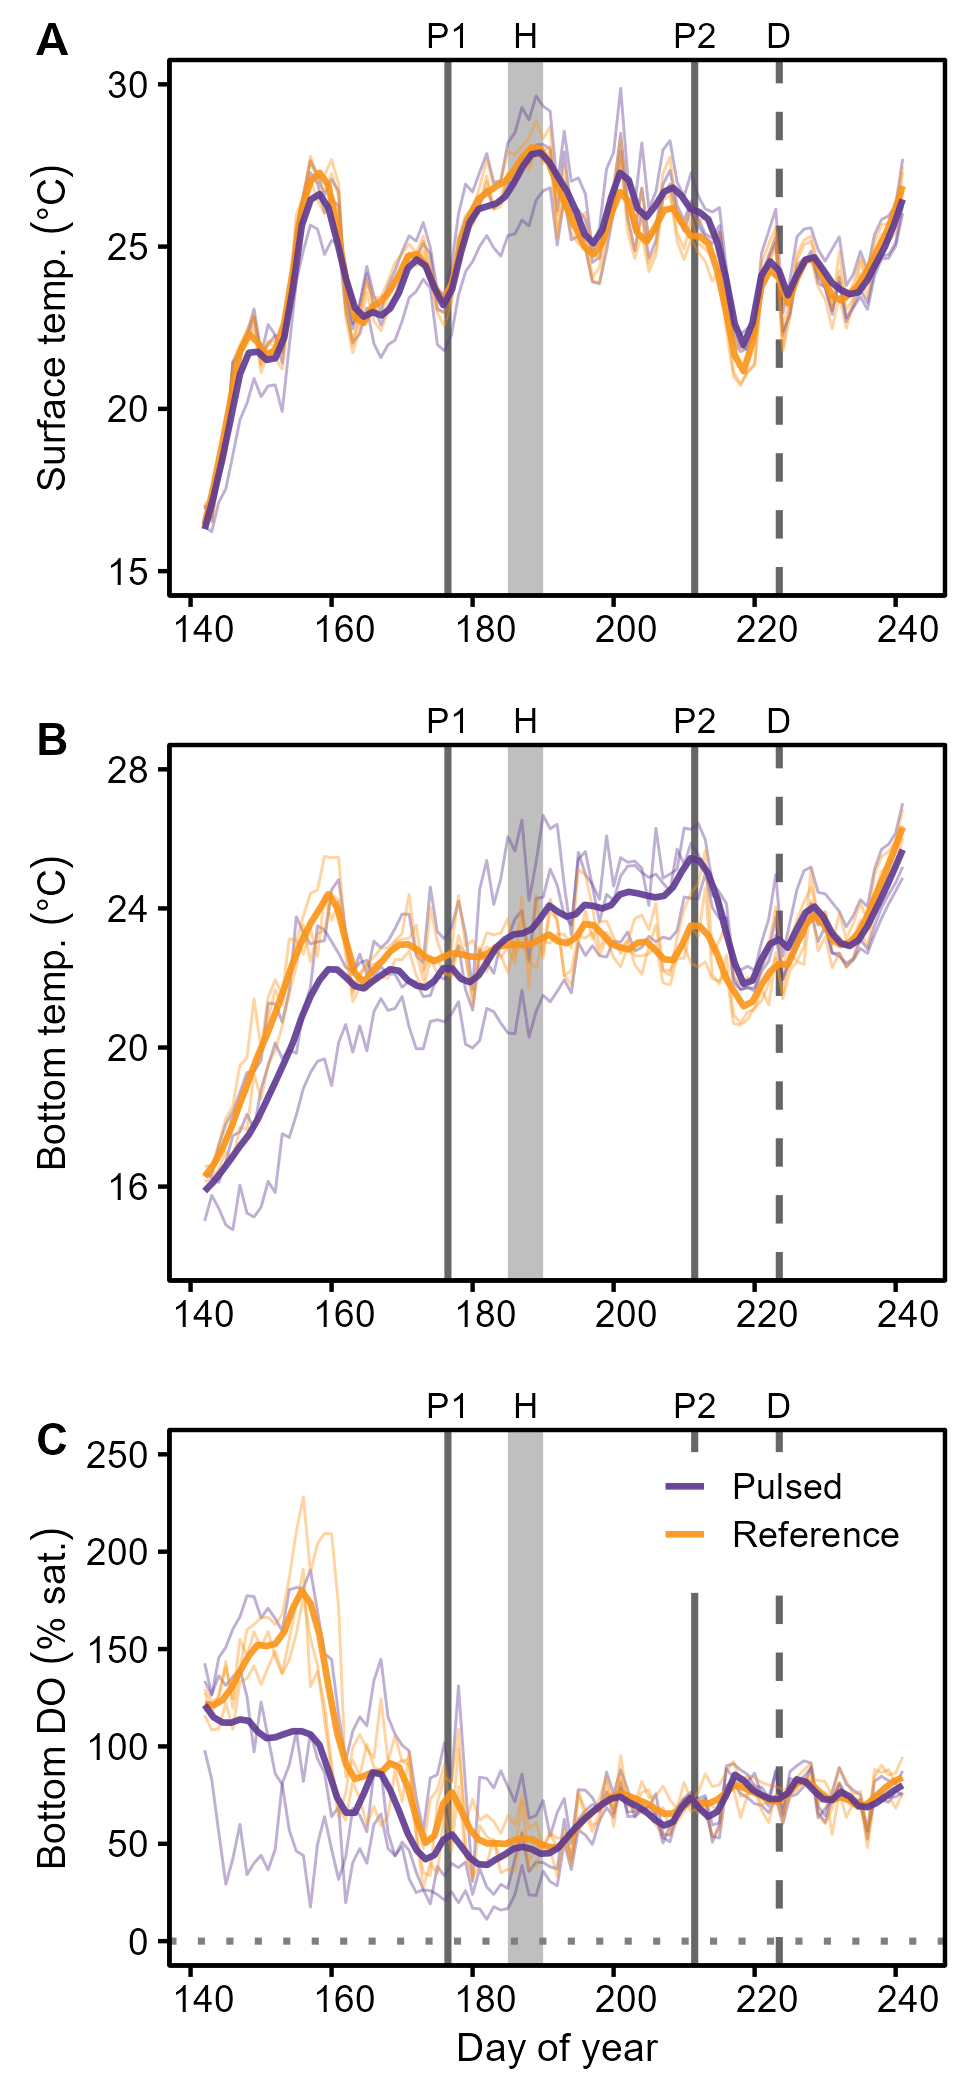 A
P1 H P2 D
30
25
20
15
Surface temp. (°C)
140 160 180 200 220 240
B
P1 H P2 D
28
24
20
16
Bottom temp. (°C)
140 160 180 200 220 240
C
P1 H P2 D
250
200
150
100
50
0
Bottom DO (% sat.)
Pulsed
Reference
140 160 180 200 220 240
Day of year